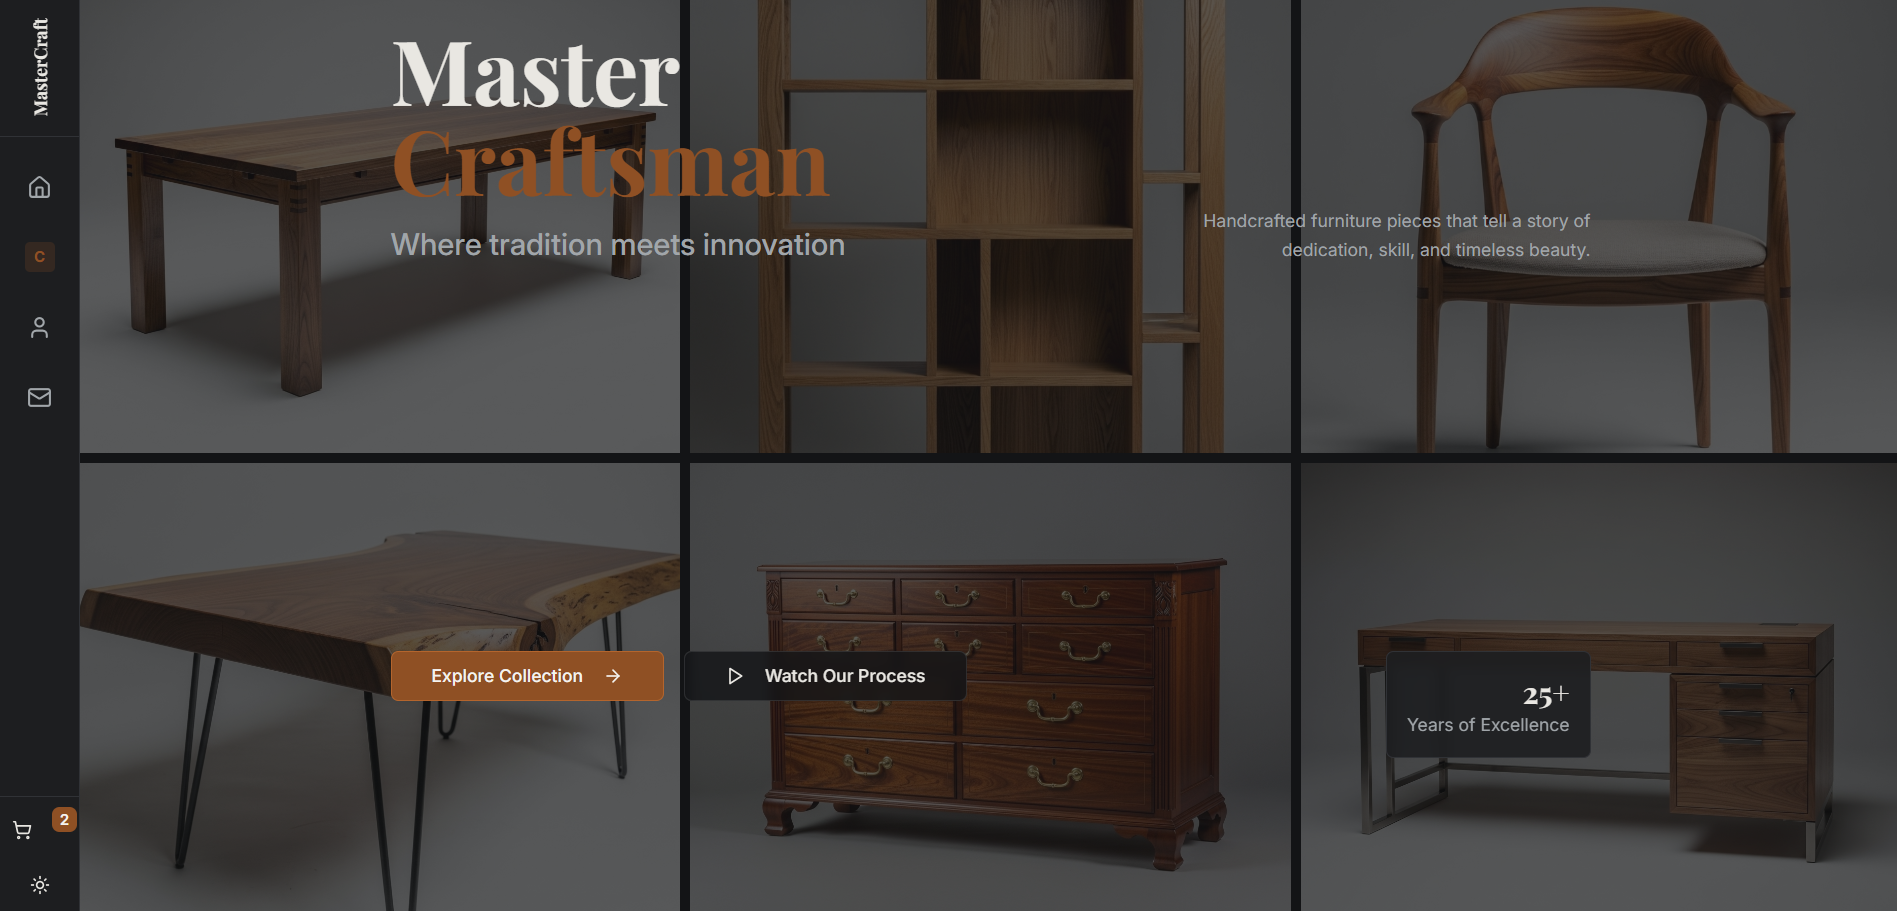 MasterCraft
C
2
Master
Craftsman
Where tradition meets innovation
Handcrafted furniture pieces that tell a story of
dedication, skill, and timeless beauty.
Explore Collection
Watch Our Process
25+
Years of Excellence